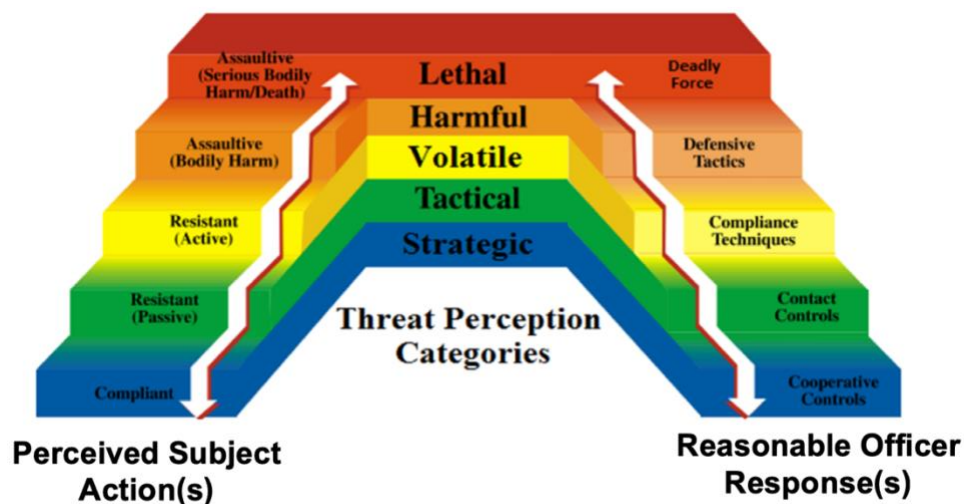 Assaultive
(Serious Bodily
Harm/Death)
Lethal
Deadly
Force
Harmful
Assaultive
(Bodily Harm)
Defensive
Tactics
Volatile
Tactical
Resistant
(Active)
Compliance
Techniques
Strategic
Resistant
(Passive)
Contact
Controls
Threat Perception
Categories
Compliant
Cooperative
Controls
Perceived Subject
Action(s)
Reasonable Officer
Response(s)